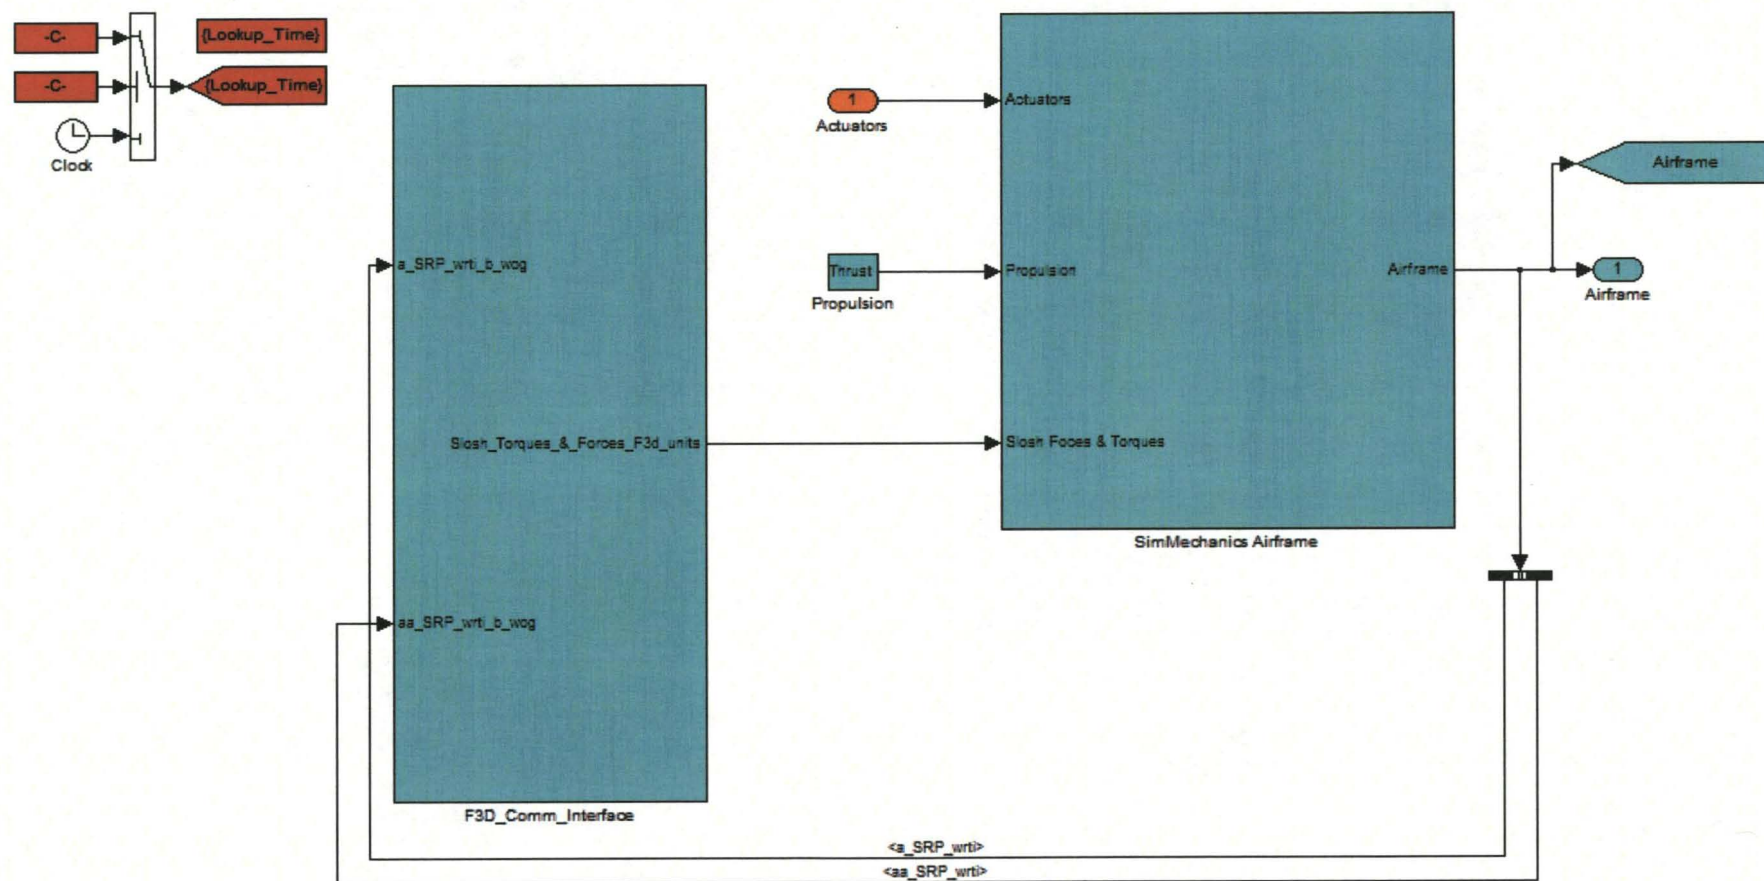 -C-
{Lookup_Time}
-C-
{Lookup_Time}
Clock
1
Actuators
Actuators
Airframe
a_SRP_wrti_b_wog
Thrust
Propulsion
Propulsion
Airframe
1
Airframe
Slosh_Torques_&_Forces_F3d_units
Slosh Foces & Torques
SimMechanics Airframe
aa_SRP_wrti_b_wog
F3D_Comm_Interface
<a_SRP_wrti>
<aa_SRP_wrti>